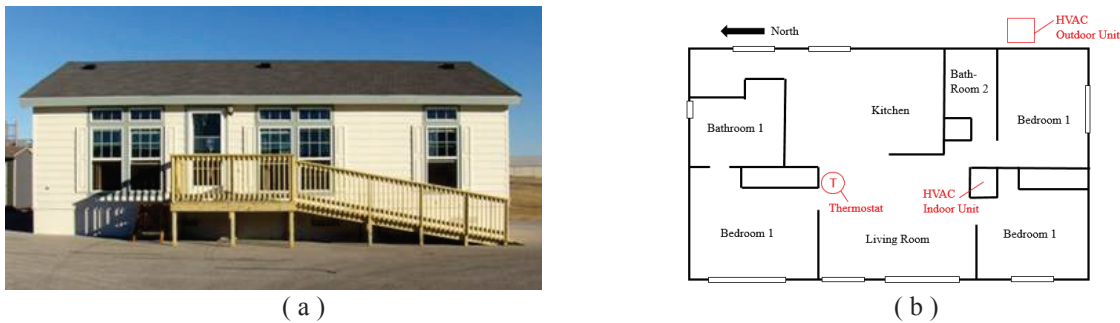 North
HVAC
Outdoor Unit
Bath-
Room 2
Kitchen
Bedroom 1
Bathroom 1
T
Thermostat
HVAC
Indoor Unit
Bedroom 1
Living Room
Bedroom 1
( a )
( b )